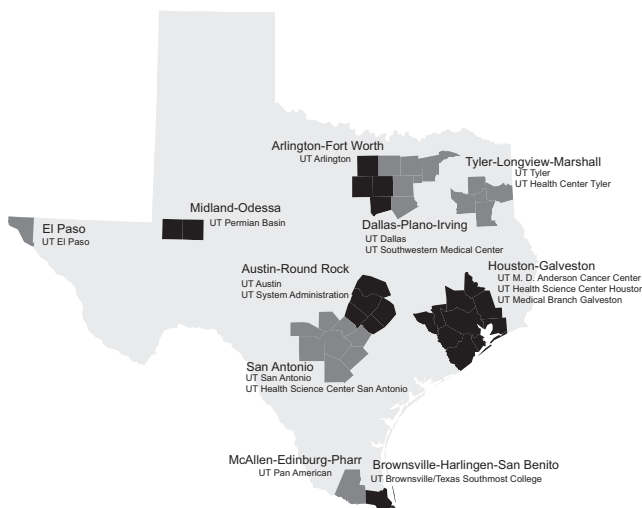 Arlington-Fort Worth
UT Arlington
Tyler-Longview-Marshall
UT Tyler
UT Health Center Tyler
Midland-Odessa
UT Permian Basin
El Paso
UT El Paso
Dallas-Plano-Irving
UT Dallas
UT Southwestern Medical Center
Austin-Round Rock
UT Austin
UT System Administration
Houston-Galveston
UT M. D. Anderson Cancer Center
UT Health Science Center Houston
UT Medical Branch Galveston
San Antonio
UT San Antonio
UT Health Science Center San Antonio
McAllen-Edinburg-Pharr
UT Pan American
Brownsville-Harlingen-San Benito
UT Brownsville/Texas Southmost College